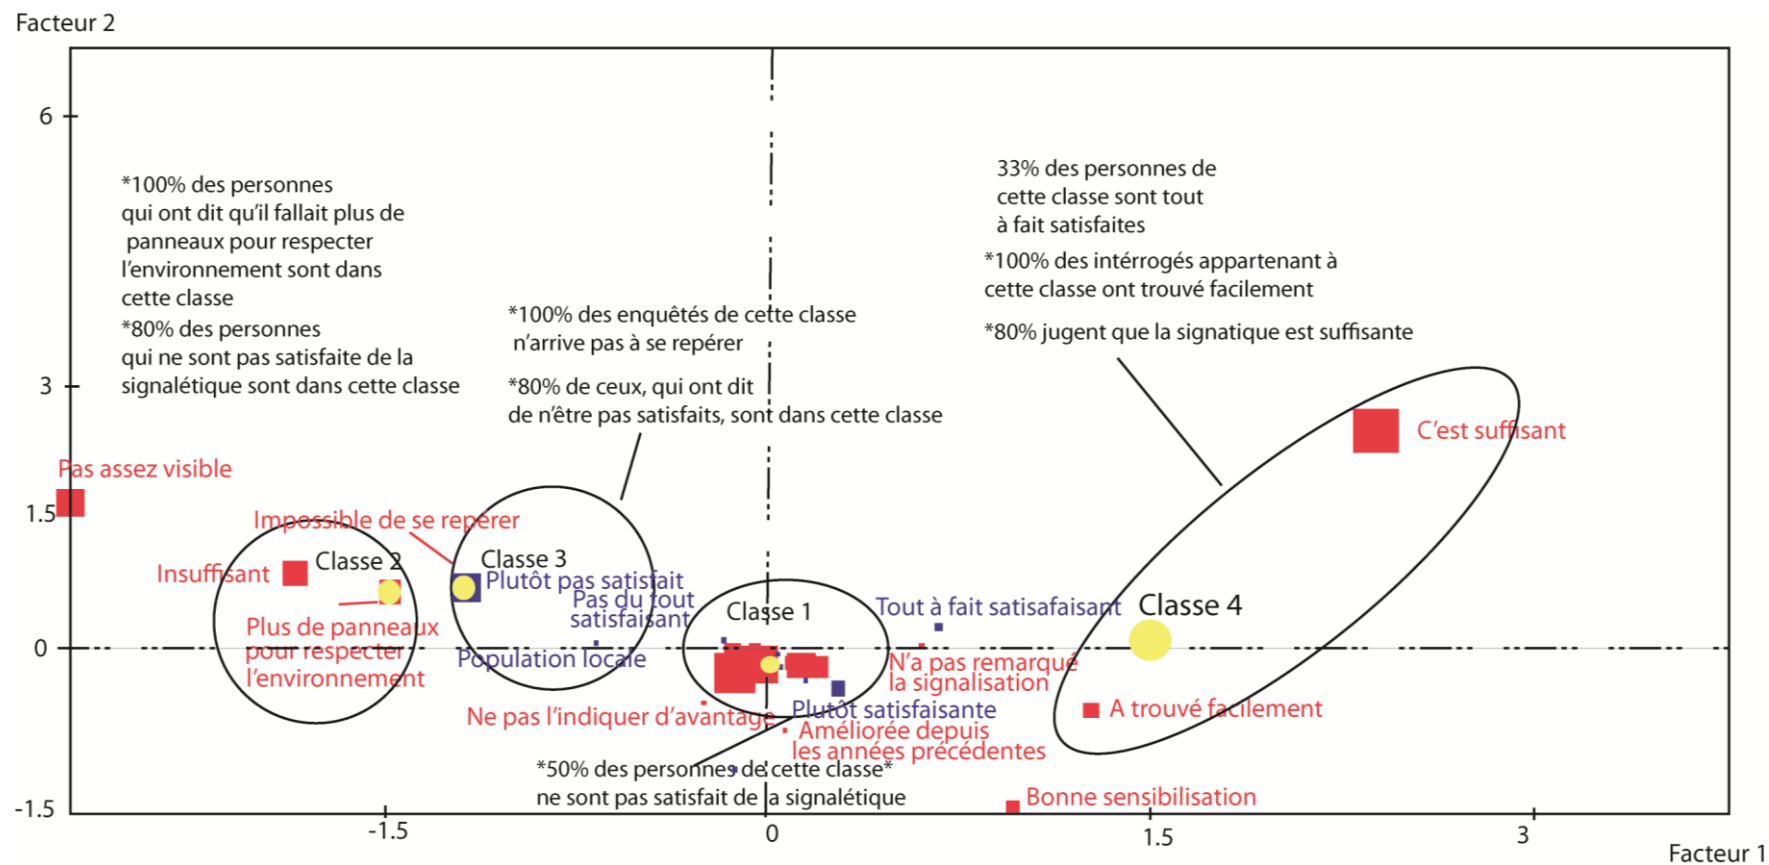 Facteur 2
6
3
1.5
0
-1.5
*100% des personnes
qui ont dit qu'il fallait plus de
panneaux pour respecter
l'environnement sont dans
cette classe
*80% des personnes
qui ne sont pas satisfaite de la
signalétique sont dans cette classe
*100% des enquêtés de cette classe
n'arrive pas à se repérer
*80% de ceux, qui ont dit
de n'être pas satisfaits, sont dans cette classe
33% des personnes de
cette classe sont tout
à fait satisfaites
*100% des intérrogés appartenant à
cette classe ont trouvé facilement
*80% jugent que la signatique est suffisante
C'est suffisant
Pas assez visible
Impossible de se repérer
Classe 2
Insuffisant
Plus de panneaux
pour respecter
l'environnement
Classe 3
Plutôt pas satisfait
Pas du tout
satisfaisant
Population locale
Classe 1
Tout à fait satisafaisant
Classe 4
N'a pas remarqué
la signalisation
A trouvé facilement
Ne pas l'indiquer d'avantage
Plutôt satisfaisante
Améliorée depuis
les années précédentes
*50% des personnes de cette classe*
ne sont pas satisfait de la signalétique
Bonne sensibilisation
-1.5
0
1.5
3
Facteur 1